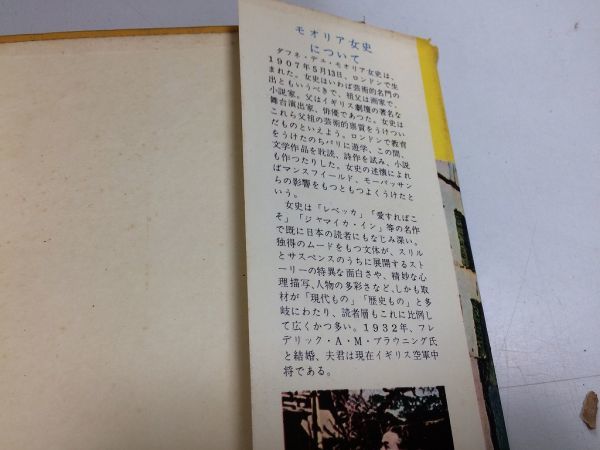 モオリア女史
について
ダフネ・デュ・モオリア女史は、
1907年5月13日、ロンドンで生
まれた。女史はいわば芸術的名門の
出ともいうべきで、祖父は画家で、
小説家。父はイギリス劇壇の著名な
舞台演出家、俳優であつた。女史は
これら父祖の芸術的稟質をうけつい
だものといえよう。ロンドンで教育
をうけたのちパリに遊学、この間、
文学作品を耽読、詩作を試み、小説
も作つたりした。女史の述懐によれ
ばマンスフィールド、モーパッサン
らの影響をもつともつよくうけたと
いう。
女史は「レベッカ」「愛すればこ
そ」「ジャマイカ・イン」等の名作
で既に日本の読者にもなじみ深い。
独得のムードをもつ文体が、スリル
とサスペンスのうちに展開するスト
ーリーの特異な面白さや、精妙な心
理描写、人物の多彩さなど、しかも取
材が「現代もの」「歴史もの」と多
岐にわたり、読者層もこれに比例し
て広くかつ多い。1932年、フレ
デリック・A・M・ブラウニング氏
と結婚、夫君は現在イギリス空軍中
将である。